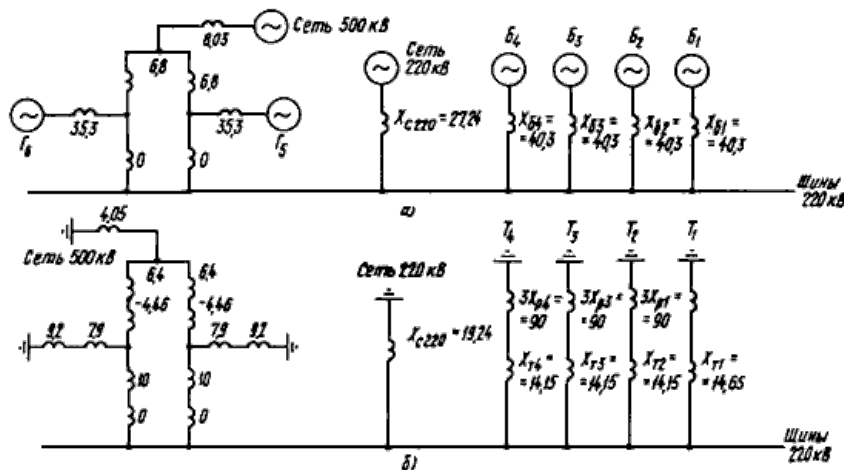 Сеть 500 кВ
8,03
6,8
6,8
35,3
35,3
Г6
Г5
0
0
Сеть
220 кВ
Xс220 = 27,24
Б4
Б3
Б2
Б1
Xб4 =
= 40,3
Xб3 =
= 40,3
Xб2 =
= 40,3
Xб1 =
= 40,3
Шины
220 кВ
а)
4,05
Сеть 500 кВ
6,4
6,4
-4,46
-4,46
9,2
7,9
7,9
9,2
10
10
0
0
Сеть 220 кВ
Xс220 = 19,24
Т4
Т3
Т2
Т1
3Xр4 =
= 90
3Xр3 =
= 90
3Xр1 =
= 90
Xт4 =
= 14,15
Xт3 =
= 14,15
Xт2 =
= 14,15
Xт1 =
= 14,65
Шины
220 кВ
б)